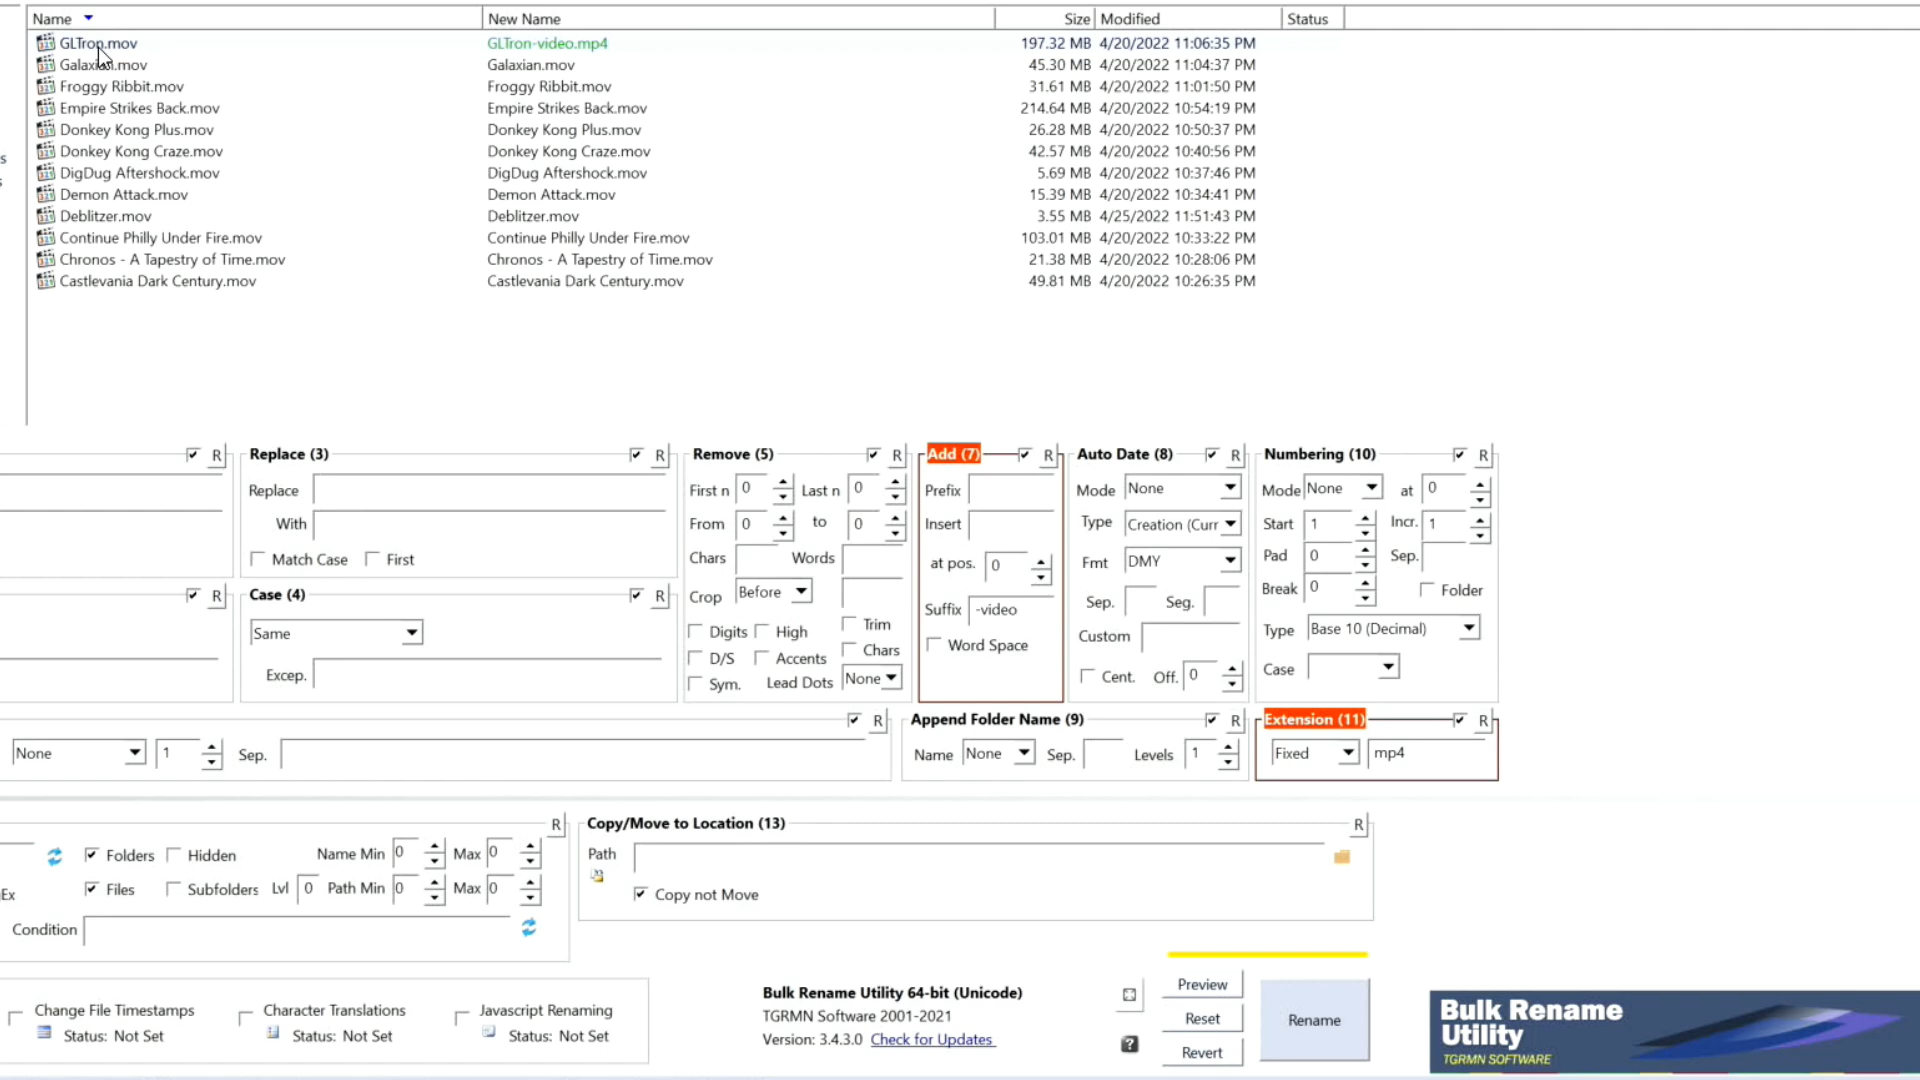 Name New Name Size Modified Status
GLTron.mov GLTron-video.mp4 197.32 MB 4/20/2022 11:06:35 PM
Galaxian.mov Galaxian.mov 45.30 MB 4/20/2022 11:04:37 PM
Froggy Ribbit.mov Froggy Ribbit.mov 31.61 MB 4/20/2022 11:01:50 PM
Empire Strikes Back.mov Empire Strikes Back.mov 214.64 MB 4/20/2022 10:54:19 PM
Donkey Kong Plus.mov Donkey Kong Plus.mov 26.28 MB 4/20/2022 10:50:37 PM
s Donkey Kong Craze.mov Donkey Kong Craze.mov 42.57 MB 4/20/2022 10:40:56 PM
DigDug Aftershock.mov DigDug Aftershock.mov 5.69 MB 4/20/2022 10:37:46 PM
Demon Attack.mov Demon Attack.mov 15.39 MB 4/20/2022 10:34:41 PM
Deblitzer.mov Deblitzer.mov 3.55 MB 4/25/2022 11:51:43 PM
Continue Philly Under Fire.mov Continue Philly Under Fire.mov 103.01 MB 4/20/2022 10:33:22 PM
Chronos - A Tapestry of Time.mov Chronos - A Tapestry of Time.mov 21.38 MB 4/20/2022 10:28:06 PM
Castlevania Dark Century.mov Castlevania Dark Century.mov 49.81 MB 4/20/2022 10:26:35 PM
R Replace (3) R Remove (5) R Add (7) R Auto Date (8) R Numbering (10) R
Replace First n 0 Last n 0 Prefix Mode None Mode None at 0
With From 0 to 0 Insert Type Creation (Curr Start 1 Incr. 1
Match Case First Chars Words at pos. 0 Fmt DMY Pad 0 Sep.
R Case (4) R Crop Before Suffix -video Sep. Seg. Break 0 Folder
Same Digits High Trim Word Space Custom Type Base 10 (Decimal)
Excep. D/S Accents Chars Cent. Off. 0 Case
Sym. Lead Dots None
R Append Folder Name (9) R Extension (11) R
None 1 Sep. Name None Sep. Levels 1 Fixed mp4
R Copy/Move to Location (13) R
Folders Hidden Name Min 0 Max 0 Path
Ex Files Subfolders Lvl 0 Path Min 0 Max 0 Copy not Move
Condition
Change File Timestamps Character Translations Javascript Renaming
Status: Not Set Status: Not Set Status: Not Set
Bulk Rename Utility 64-bit (Unicode)
TGRMN Software 2001-2021
Version: 3.4.3.0 Check for Updates
?
Preview
Reset
Revert
Rename
Bulk Rename
Utility
TGRMN SOFTWARE